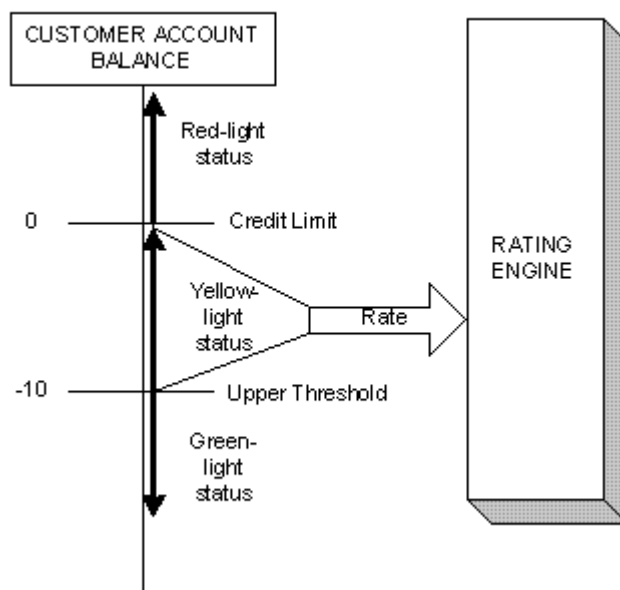 CUSTOMER ACCOUNT
BALANCE
Red-light
status
0
Credit Limit
RATING
ENGINE
Yellow-
light
status
Rate
-10
Upper Threshold
Green-
light
status